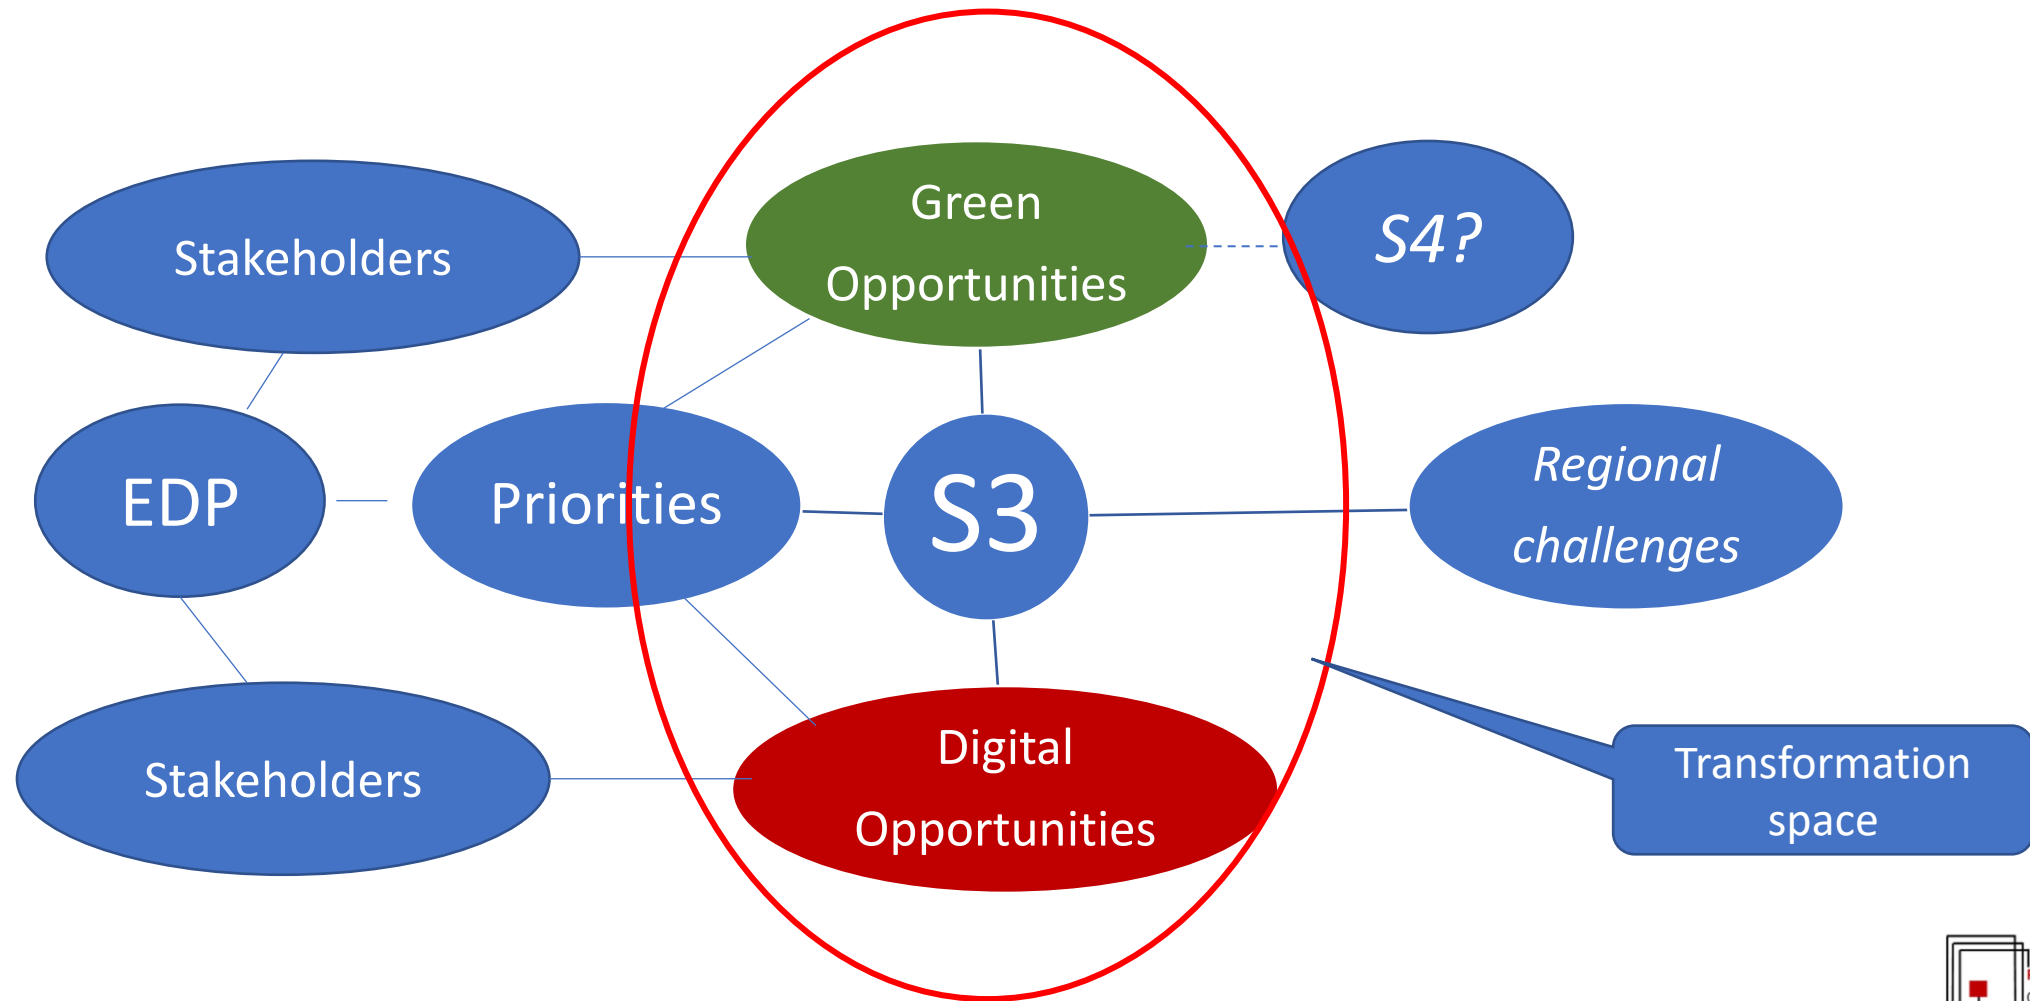 Green
Opportunities
S4?
Stakeholders
EDP
Priorities
S3
Regional
challenges
Stakeholders
Digital
Opportunities
Transformation
space